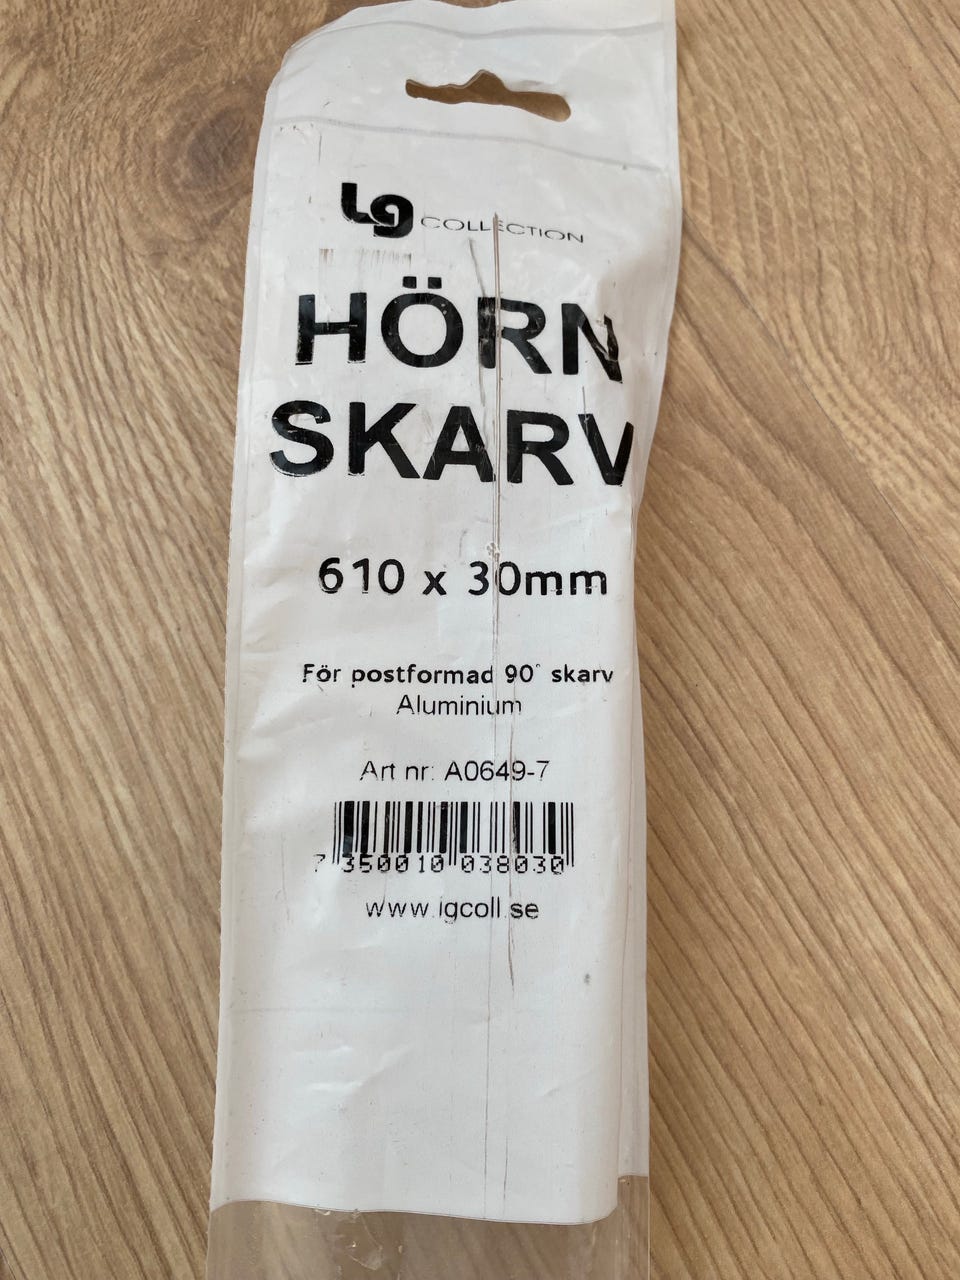 Lg COLLECTION
HÖRN
SKARV
610 x 30mm
För postformad 90° skarv
Aluminium
Art nr: A0649-7
7 350010 038030
www.lgcoll.se